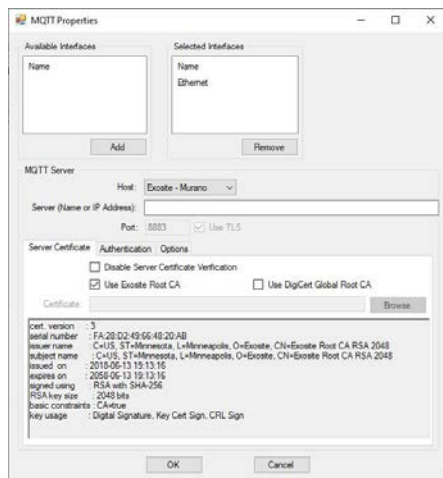 MQTT Properties
Available Interfaces
Name
Add
Selected Interfaces
Name
Ethernet
Remove
MQTT Server
Host: Exosite - Murano
Server (Name or IP Address):
Port: 8883 Use TLS
Server Certificate Authentication Options
Disable Server Certificate Verification
Use Exosite Root CA Use DigiCert Global Root CA
Certificate: Browse
cert. version : 3
serial number : FA:28:D2:49:66:48:20:AB
issuer name : C=US, ST=Minnesota, L=Minneapolis, O=Exosite, CN=Exosite Root CA RSA 2048
subject name : C=US, ST=Minnesota, L=Minneapolis, O=Exosite, CN=Exosite Root CA RSA 2048
issued on : 2018-06-13 19:13:16
expires on : 2058-06-13 19:13:16
signed using : RSA with SHA-256
RSA key size : 2048 bits
basic constraints : CA=true
key usage : Digital Signature, Key Cert Sign, CRL Sign
OK Cancel